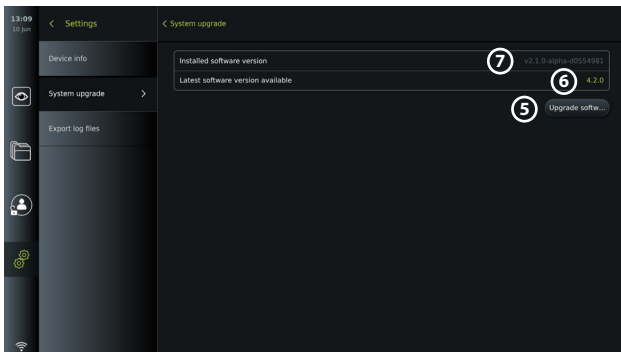 13:09
10 Jun
Settings
System upgrade
Device info
System upgrade
Export log files
Installed software version
7
v2.1.0-alpha-d0554981
Latest software version available
6
4.2.0
5
Upgrade softw...